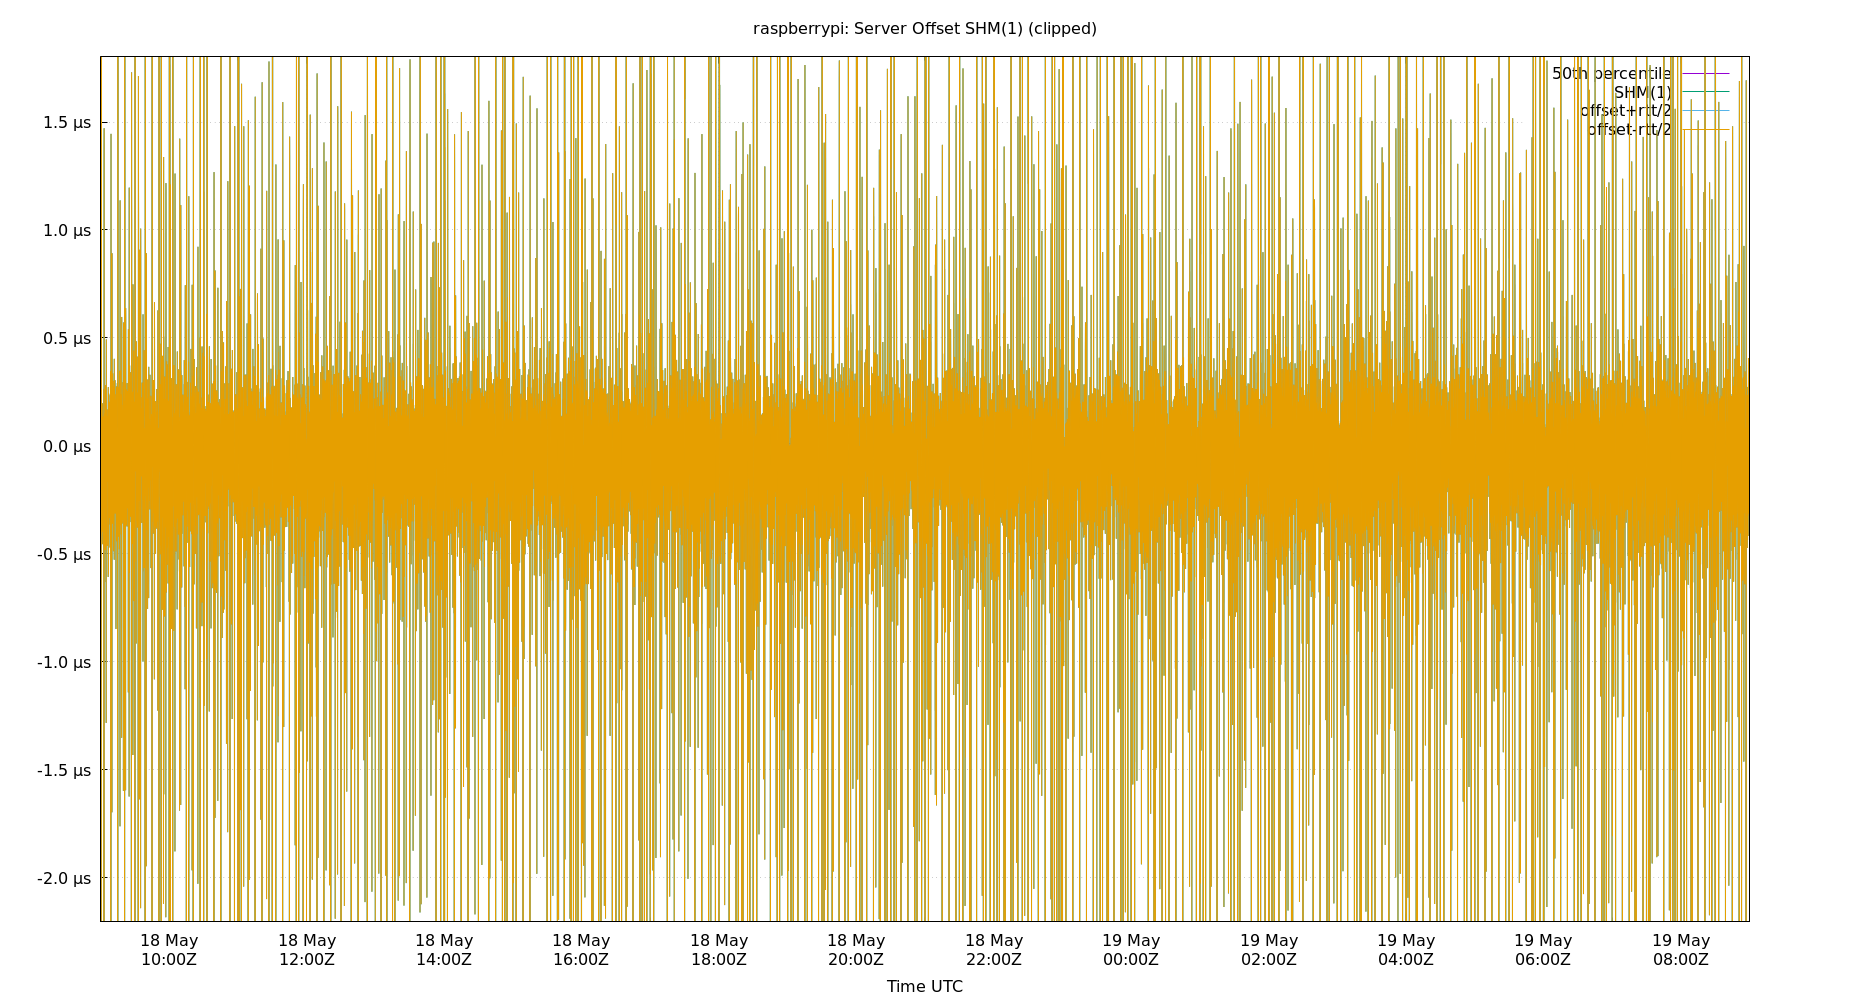 raspberrypi: Server Offset SHM(1) (clipped)
50th percentile
SHM(1)
offset+rtt/2
offset-rtt/2
1.5 µs
1.0 µs
0.5 µs
0.0 µs
-0.5 µs
-1.0 µs
-1.5 µs
-2.0 µs
18 May 18 May 18 May 18 May 18 May 18 May 18 May 19 May 19 May 19 May 19 May 19 May
10:00Z 12:00Z 14:00Z 16:00Z 18:00Z 20:00Z 22:00Z 00:00Z 02:00Z 04:00Z 06:00Z 08:00Z
Time UTC